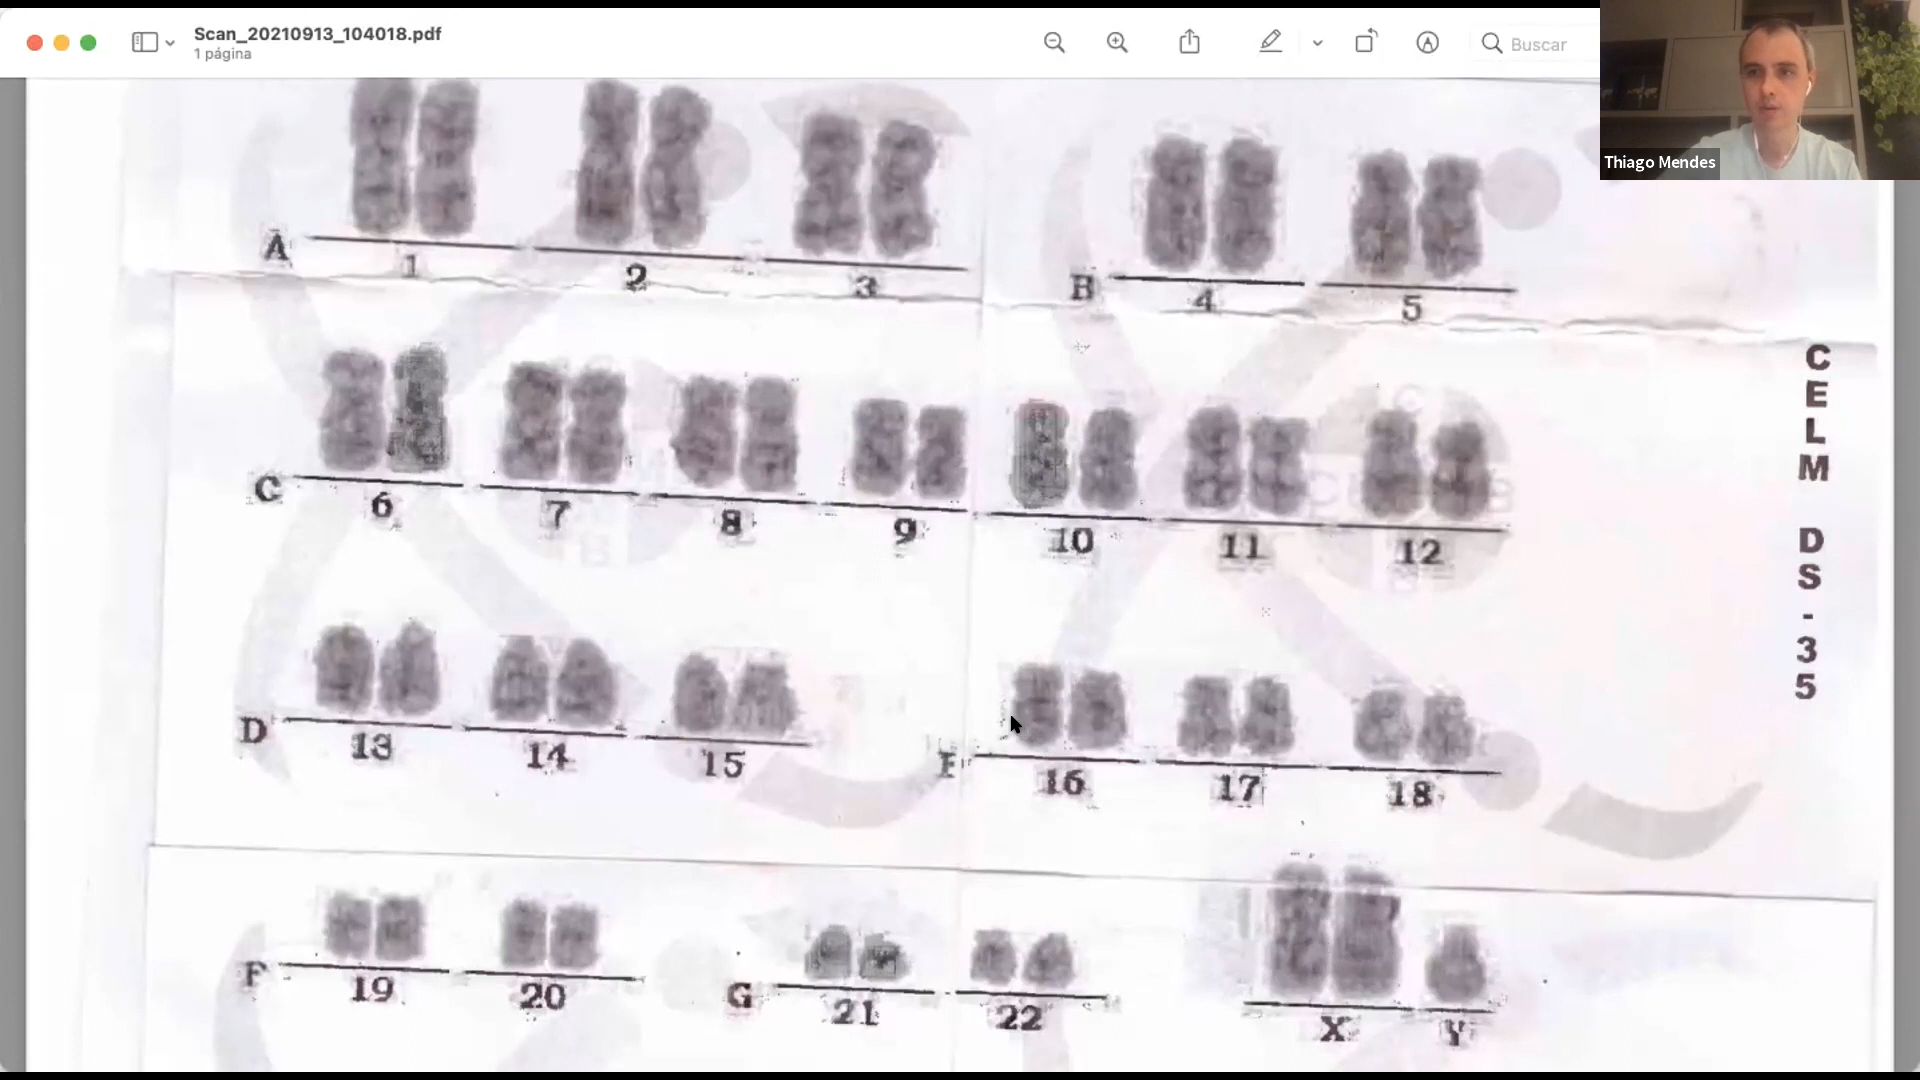 Scan_20210913_104018.pdf
1 página
Buscar
Thiago Mendes
A 1 2 3 B 4 5
C 6 7 8 9 10 11 12
D 13 14 15 E 16 17 18
F 19 20 G 21 22 X Y
CELM DS-35